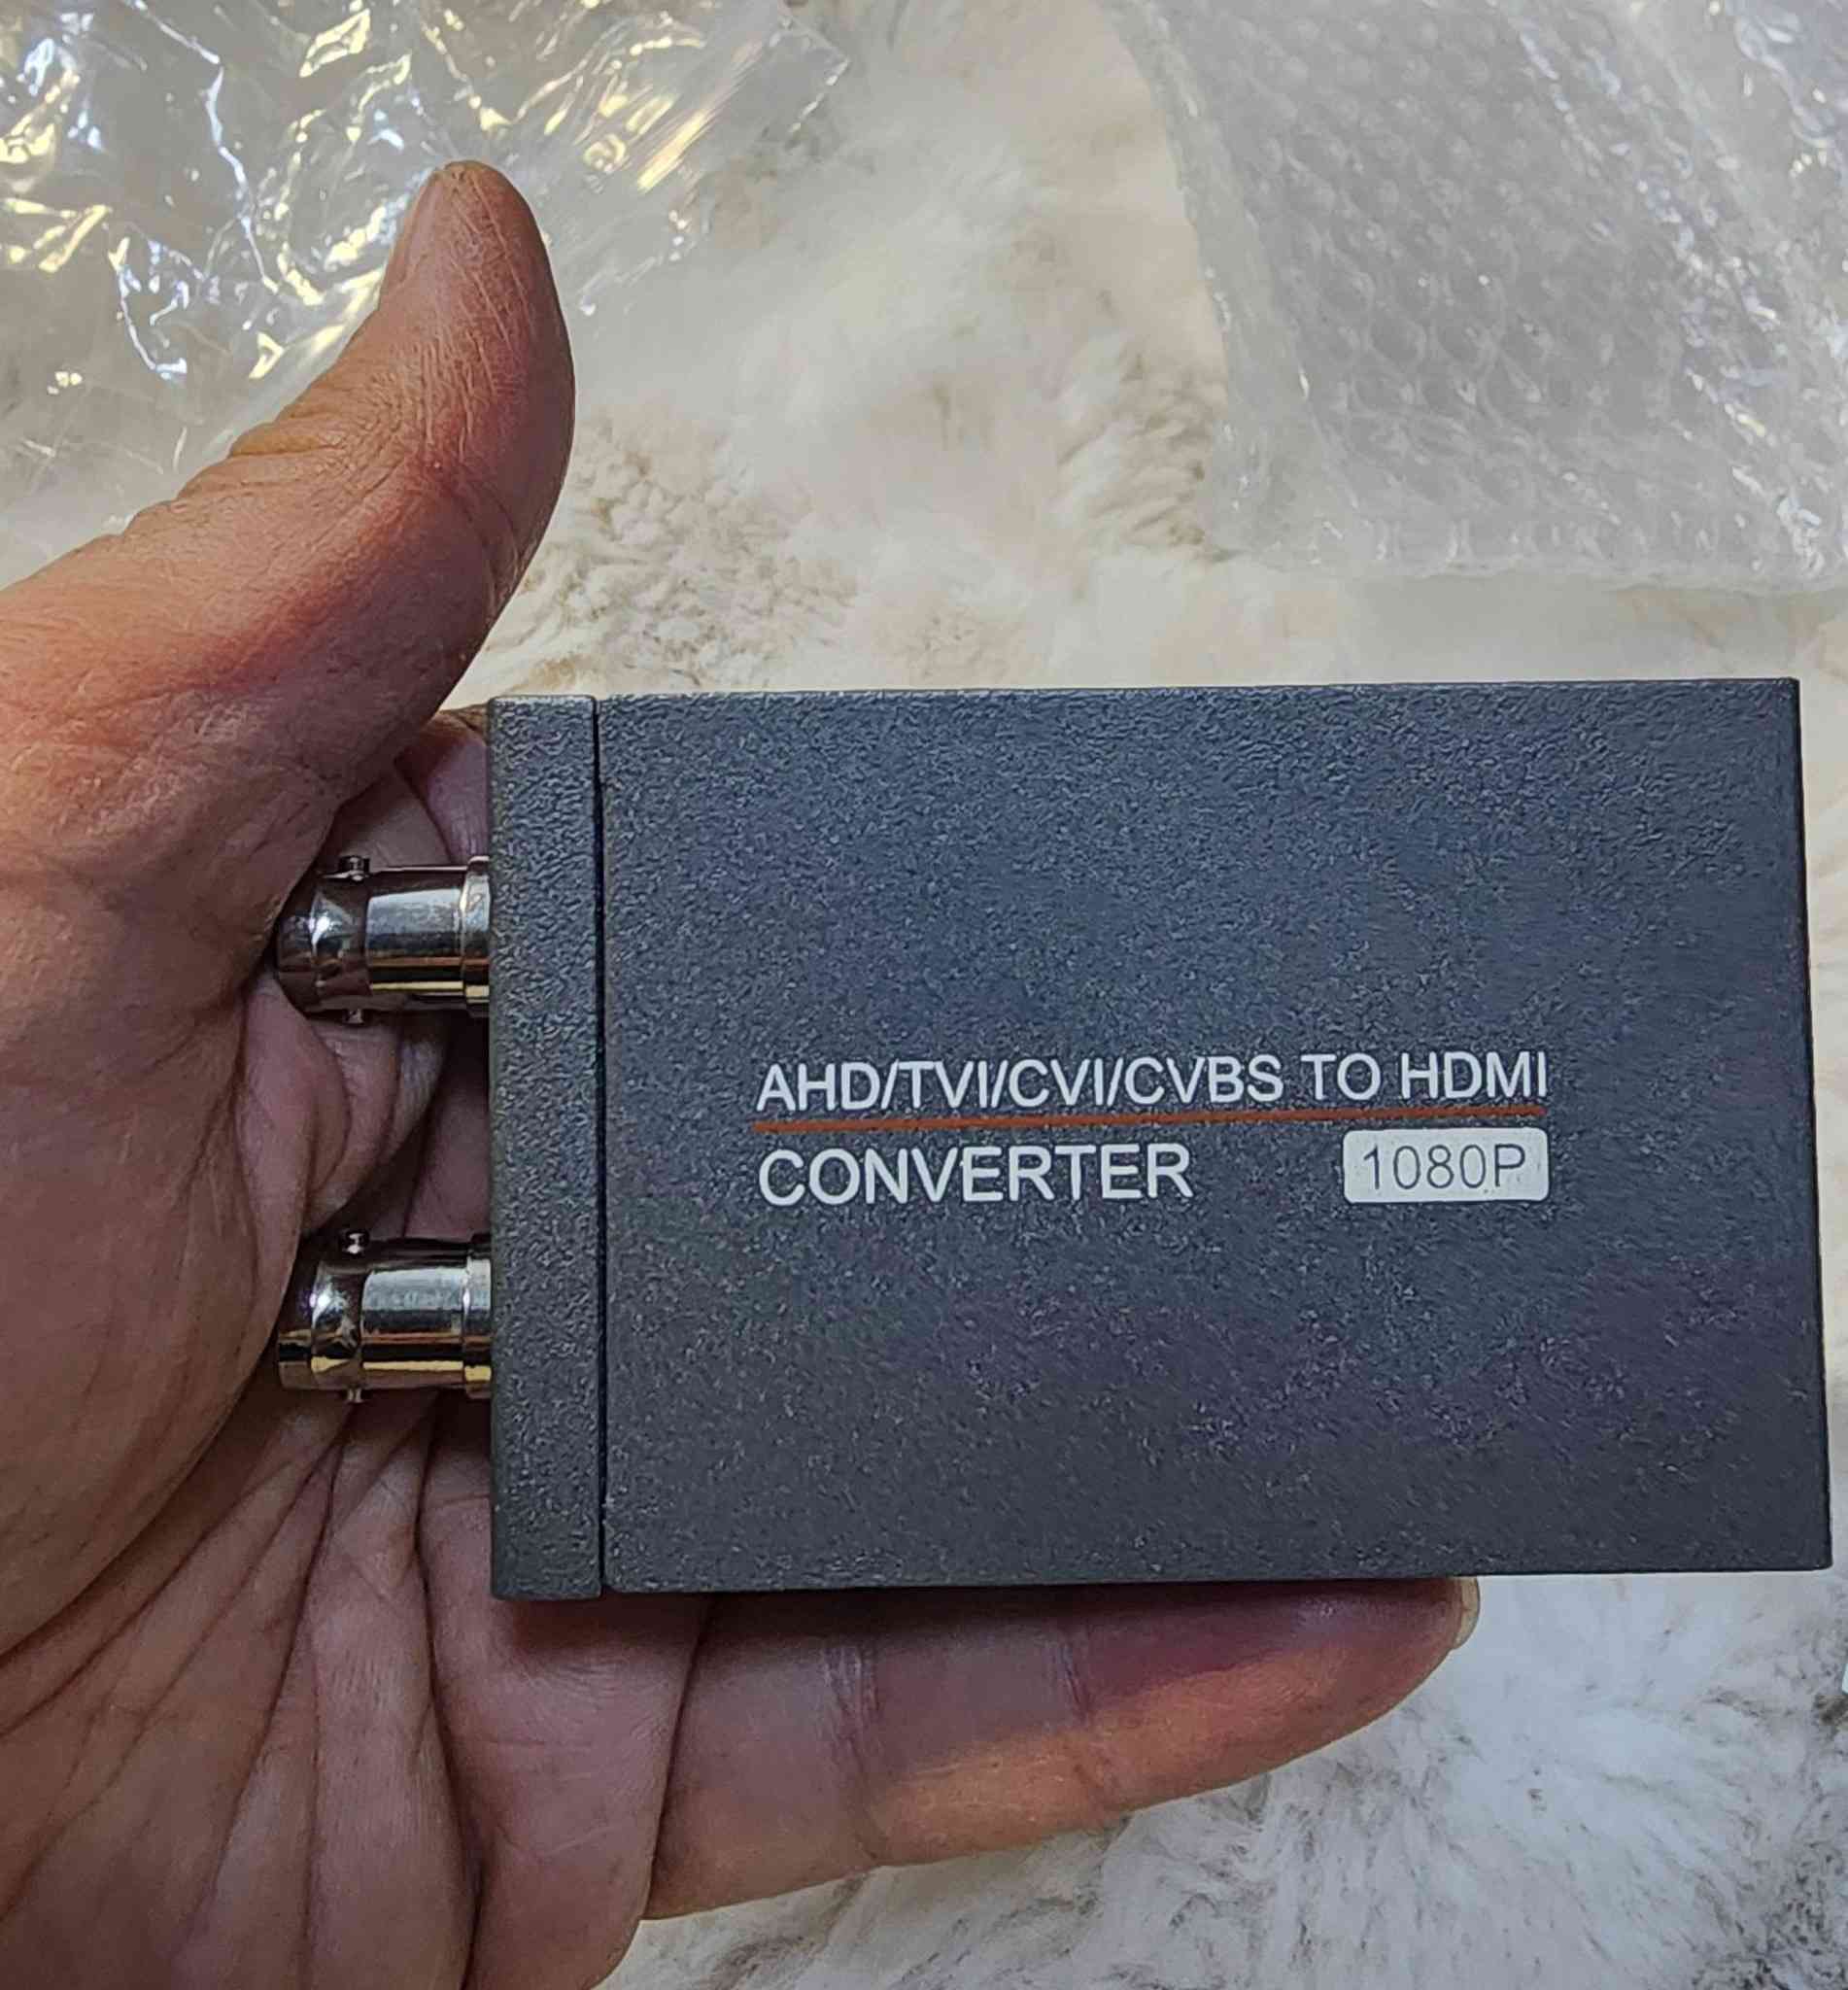 AHD/TVI/CVI/CVBS TO HDMI
CONVERTER 1080P